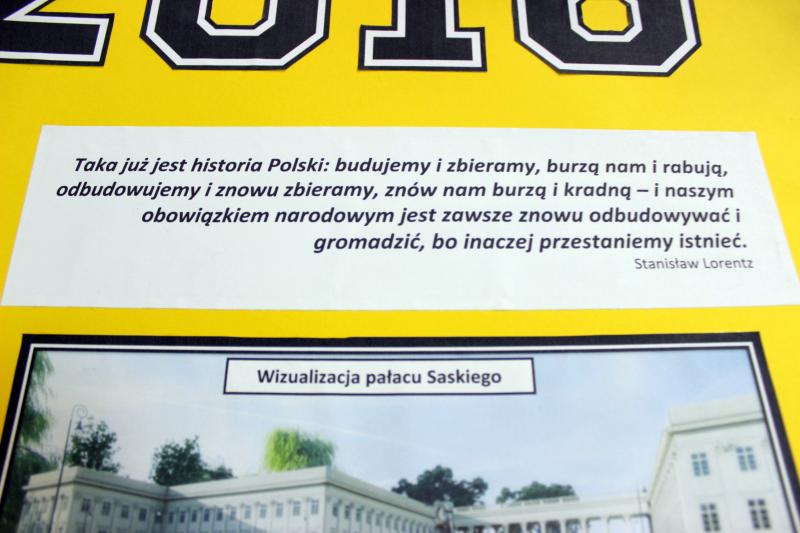 2016
Taka już jest historia Polski: budujemy i zbieramy, burzą nam i rabują,
odbudowujemy i znowu zbieramy, znów nam burzą i kradną – i naszym
obowiązkiem narodowym jest zawsze znowu odbudowywać i
gromadzić, bo inaczej przestaniemy istnieć.
Stanisław Lorentz
Wizualizacja pałacu Saskiego